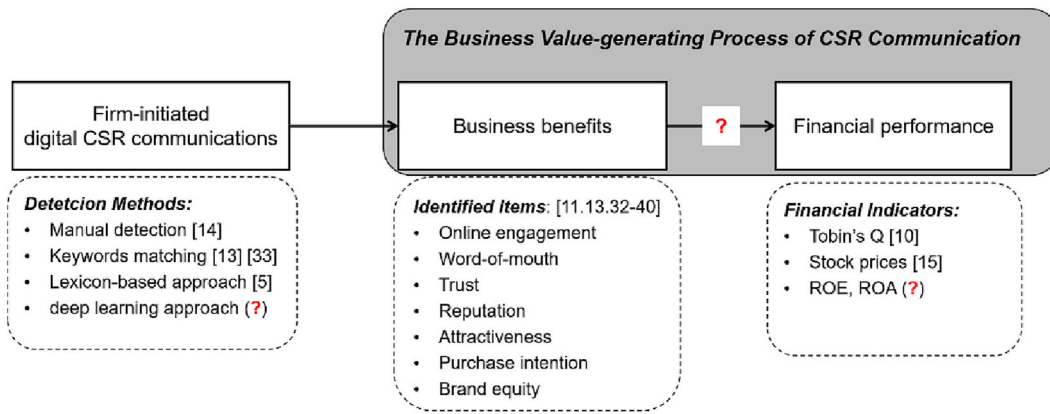 The Business Value-generating Process of CSR Communication
Firm-initiated
digital CSR communications
Business benefits
?
Financial performance
Detetcion Methods:
• Manual detection [14]
• Keywords matching [13] [33]
• Lexicon-based approach [5]
• deep learning approach (?)
Identified Items: [11.13.32-40]
• Online engagement
• Word-of-mouth
• Trust
• Reputation
• Attractiveness
• Purchase intention
• Brand equity
Financial Indicators:
• Tobin's Q [10]
• Stock prices [15]
• ROE, ROA (?)